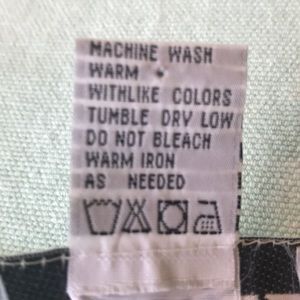 MACHINE WASH
WARM
WITHLIKE COLORS
TUMBLE DRY LOW
DO NOT BLEACH
WARM IRON
AS NEEDED